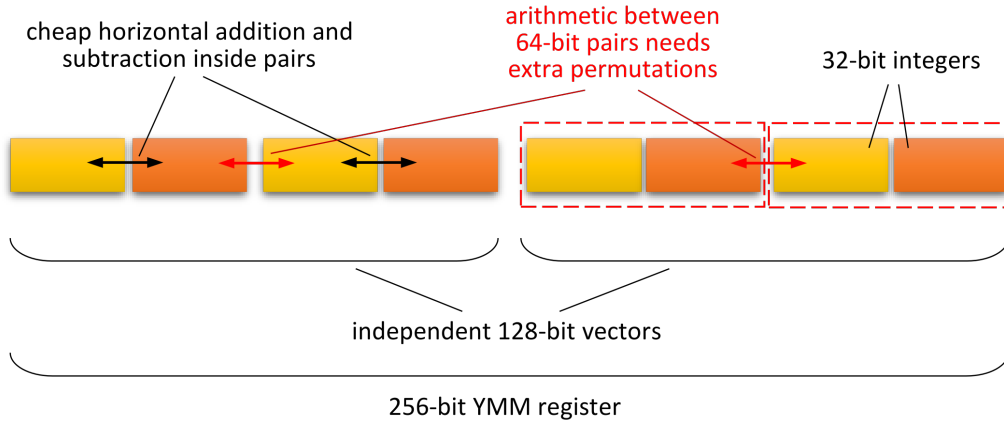 cheap horizontal addition and
subtraction inside pairs
arithmetic between
64-bit pairs needs
extra permutations
32-bit integers
independent 128-bit vectors
256-bit YMM register